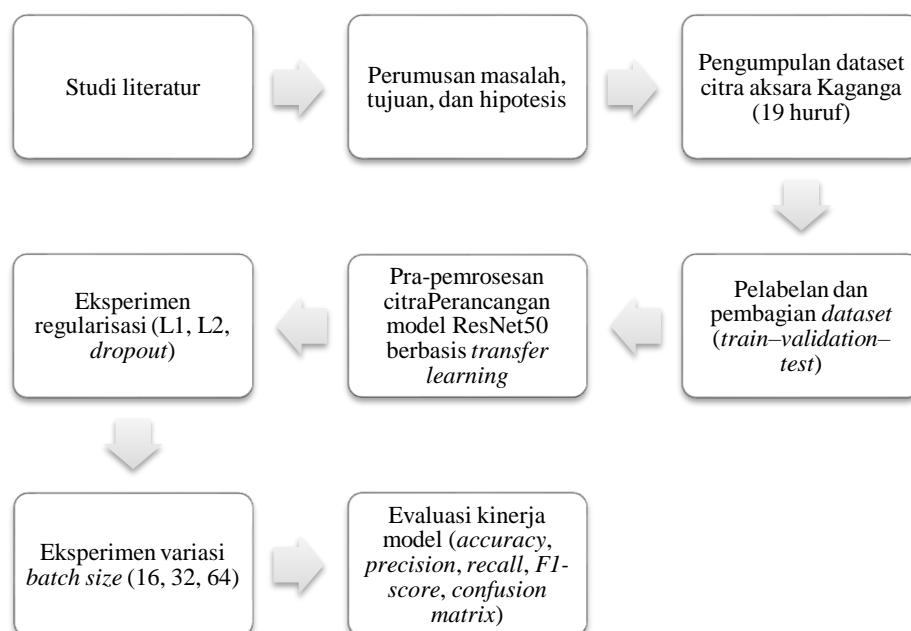 Studi literatur
Perumusan masalah,
tujuan, dan hipotesis
Pengumpulan dataset
citra aksara Kaganga
(19 huruf)
Pelabelan dan
pembagian dataset
(train–validation–
test)
Pra-pemrosesan
citraPerancangan
model ResNet50
berbasis transfer
learning
Eksperimen
regularisasi (L1, L2,
dropout)
Eksperimen variasi
batch size (16, 32, 64)
Evaluasi kinerja
model (accuracy,
precision, recall, F1-
score, confusion
matrix)